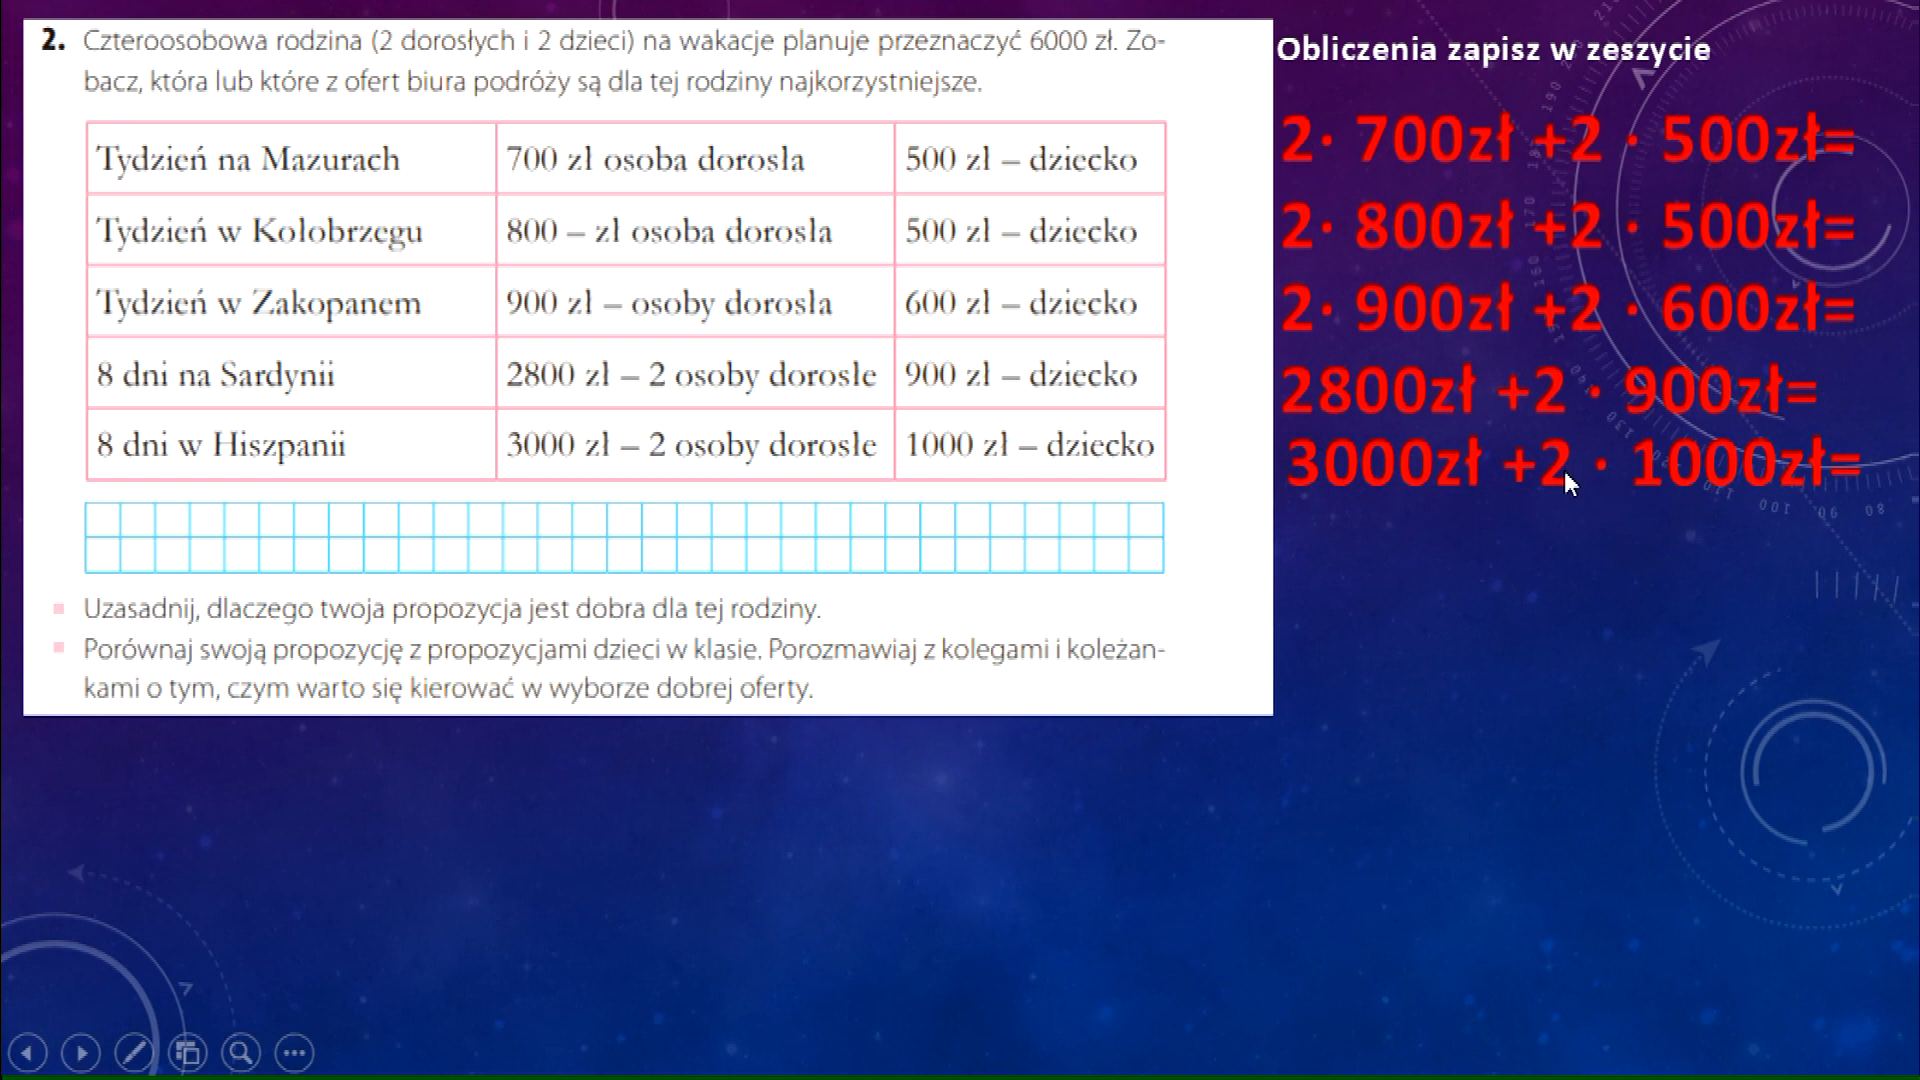 2. Czteroosobowa rodzina (2 dorosłych i 2 dzieci) na wakacje planuje przeznaczyć 6000 zł. Zo-
bacz, która lub które z ofert biura podróży są dla tej rodziny najkorzystniejsze.
Tydzień na Mazurach 700 zł osoba dorosła 500 zł – dziecko
Tydzień w Kołobrzegu 800 – zł osoba dorosła 500 zł – dziecko
Tydzień w Zakopanem 900 zł – osoby dorosła 600 zł – dziecko
8 dni na Sardynii 2800 zł – 2 osoby dorosłe 900 zł – dziecko
8 dni w Hiszpanii 3000 zł – 2 osoby dorosłe 1000 zł – dziecko
Uzasadnij, dlaczego twoja propozycja jest dobra dla tej rodziny.
Porównaj swoją propozycję z propozycjami dzieci w klasie. Porozmawiaj z kolegami i koleżan-
kami o tym, czym warto się kierować w wyborze dobrej oferty.
Obliczenia zapisz w zeszycie
2· 700zł +2 · 500zł=
2· 800zł +2 · 500zł=
2· 900zł +2 · 600zł=
2800zł +2 · 900zł=
3000zł +2 · 1000zł=